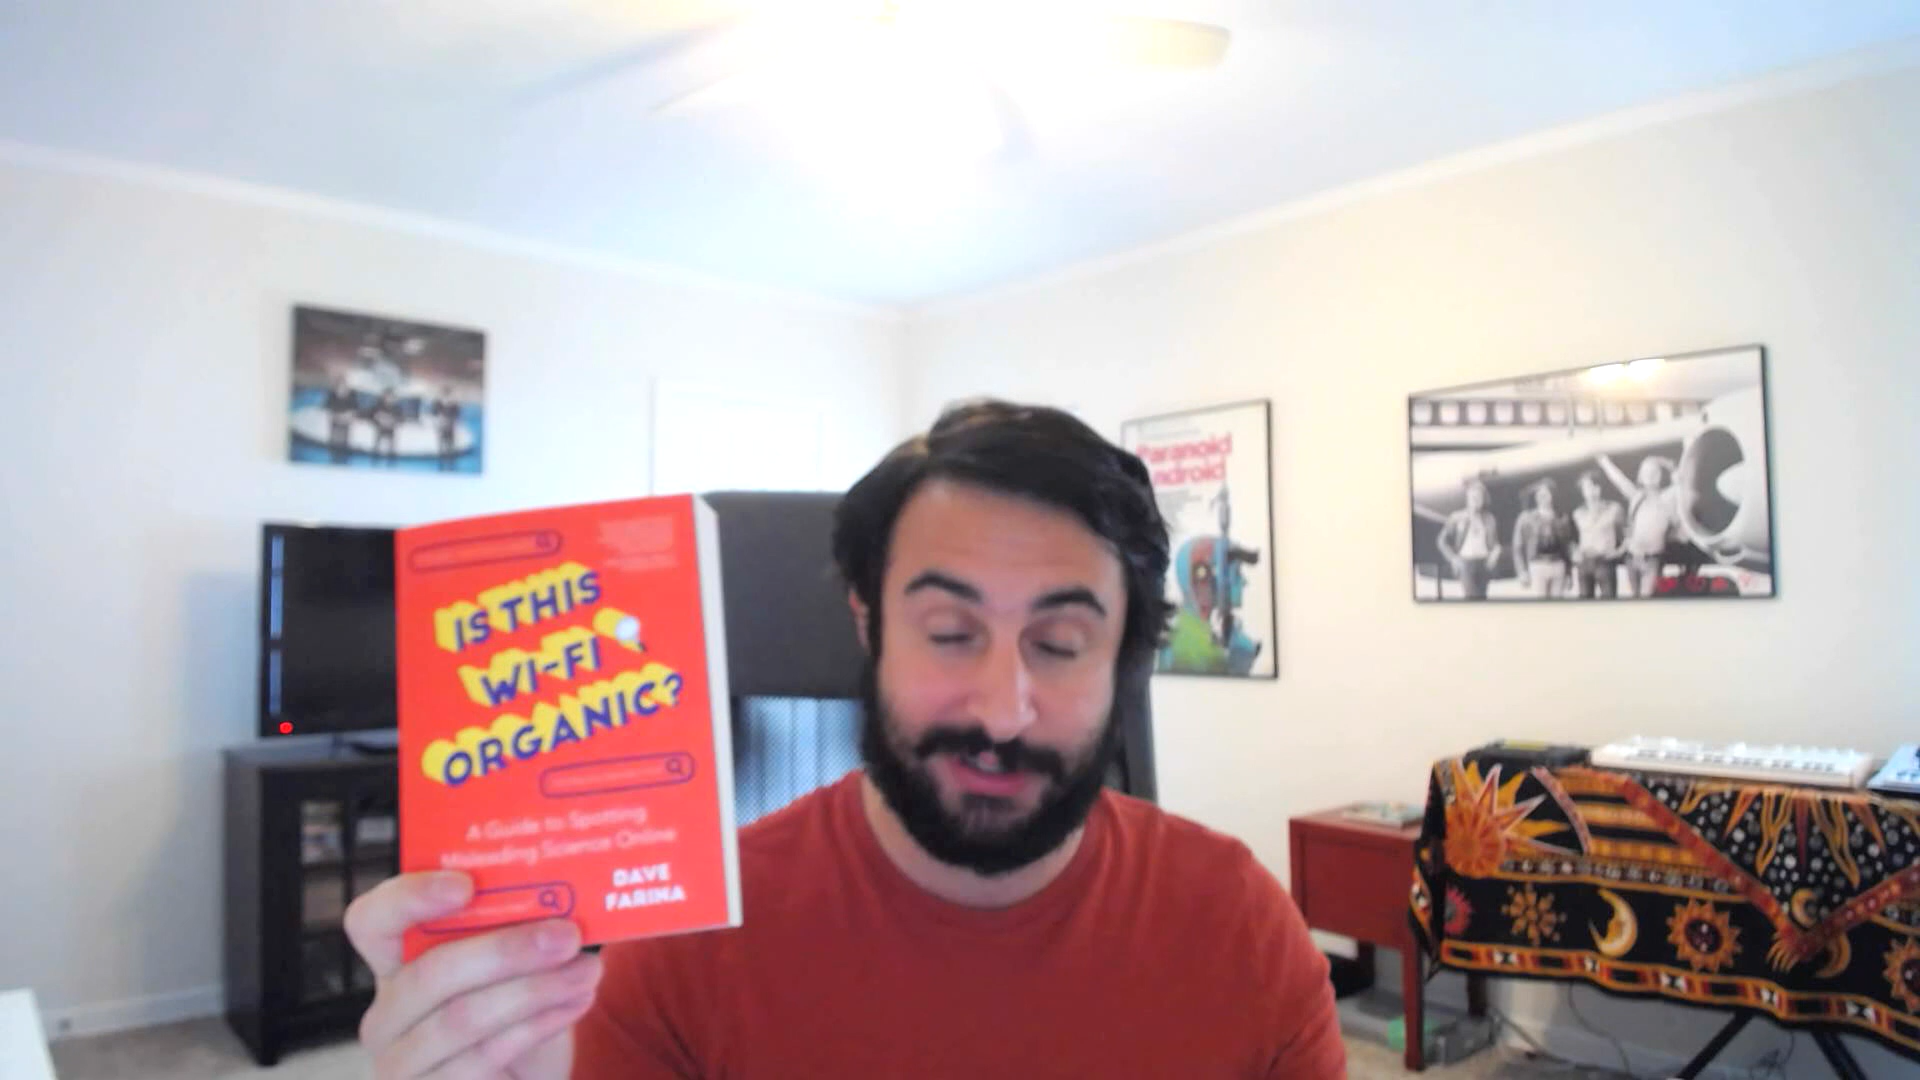 IS THIS
WI-FI
ORGANIC?
A Guide to Spotting
Misleading Science Online
DAVE
FARINA
Paranoid
Android